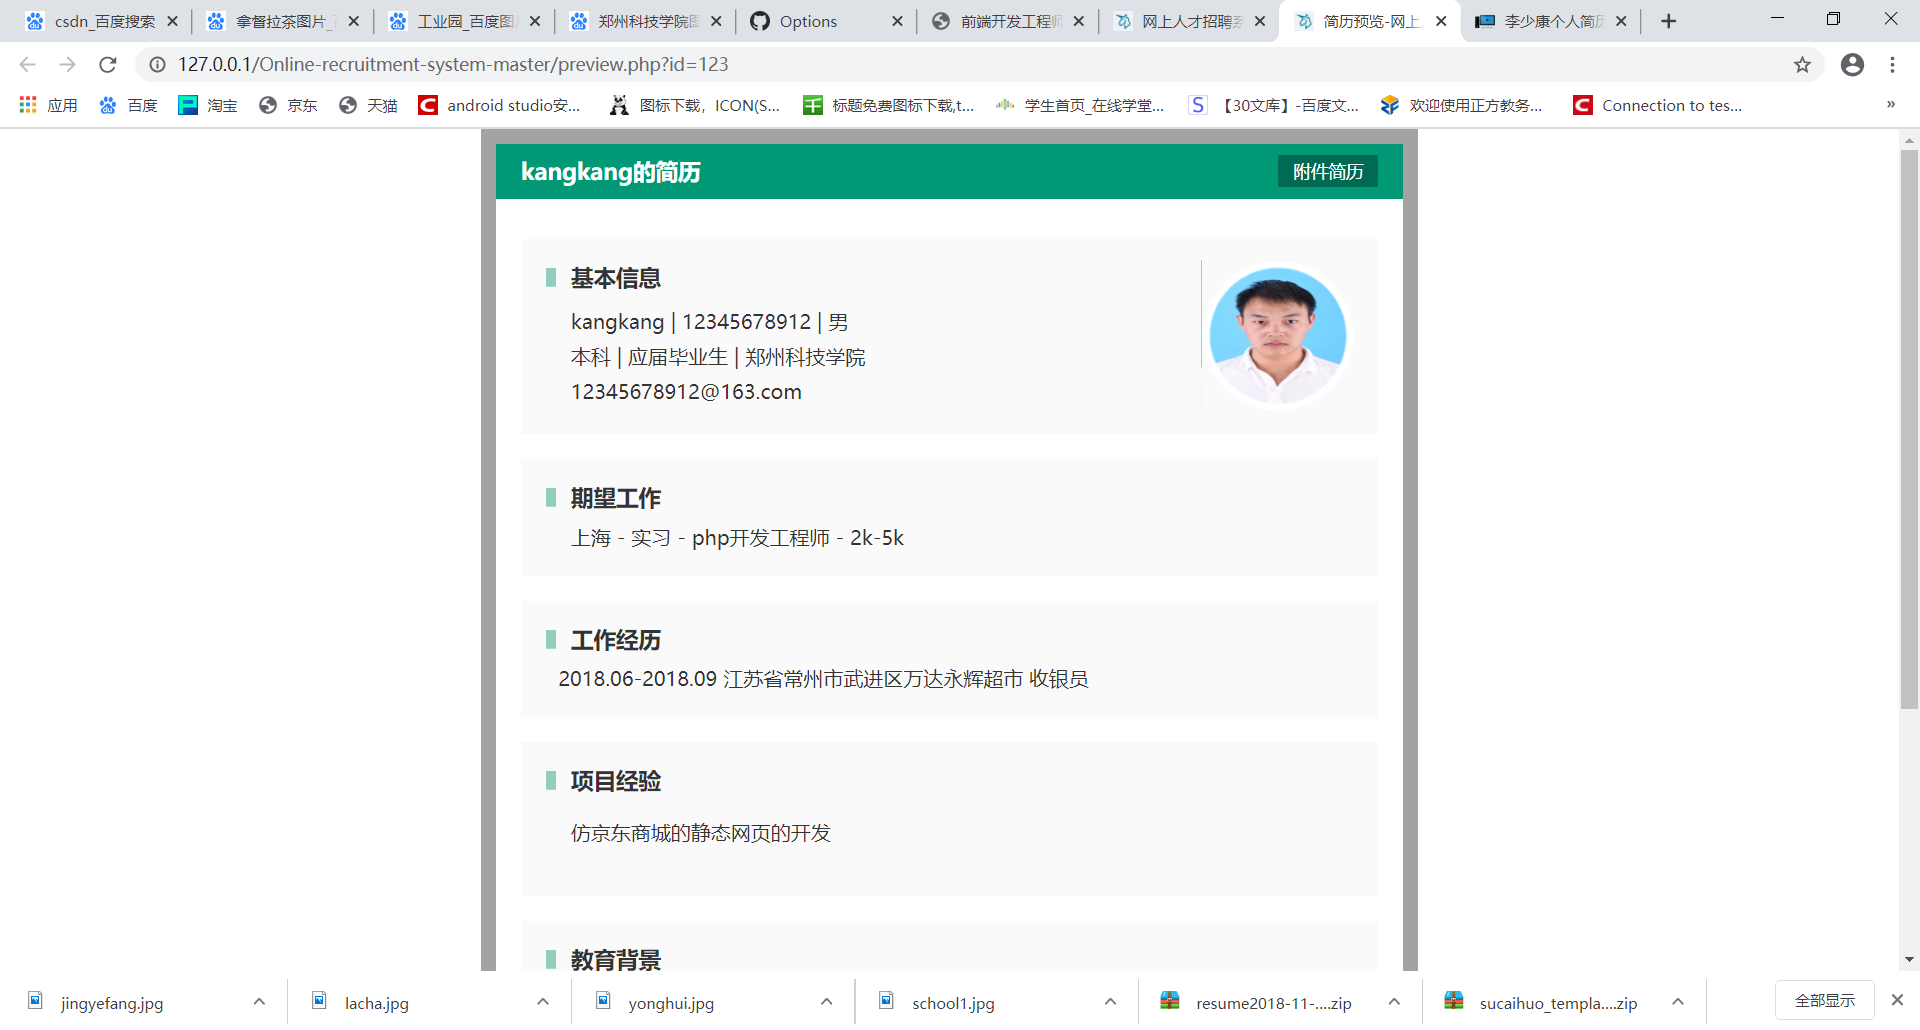 csdn_百度搜索
拿督拉茶图片_百
工业园_百度图
郑州科技学院图
Options
前端开发工程师
网上人才招聘系
简历预览-网上
李少康个人简历
127.0.0.1/Online-recruitment-system-master/preview.php?id=123
应用
百度
淘宝
京东
天猫
android studio安...
图标下载，ICON(S...
标题免费图标下载,t...
学生首页_在线学堂...
【30文库】-百度文...
欢迎使用正方教务...
Connection to tes...
»
kangkang的简历
附件简历
基本信息
kangkang | 12345678912 | 男
本科 | 应届毕业生 | 郑州科技学院
12345678912@163.com
期望工作
上海 - 实习 - php开发工程师 - 2k-5k
工作经历
2018.06-2018.09 江苏省常州市武进区万达永辉超市 收银员
项目经验
仿京东商城的静态网页的开发
教育背景
jingyefang.jpg
lacha.jpg
yonghui.jpg
school1.jpg
resume2018-11-....zip
sucaihuo_templa....zip
全部显示